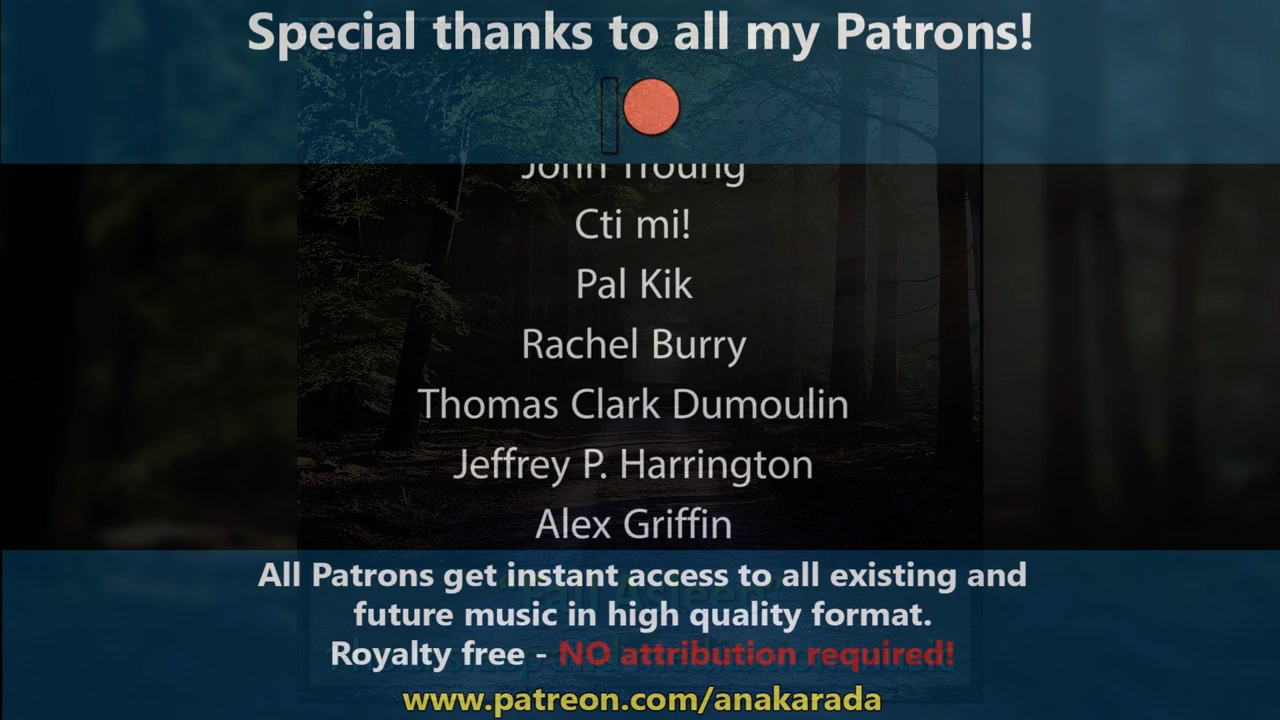 Special thanks to all my Patrons!
John Troung
Cti mi!
Pal Kik
Rachel Burry
Thomas Clark Dumoulin
Jeffrey P. Harrington
Alex Griffin
All Patrons get instant access to all existing and
future music in high quality format.
Royalty free - NO attribution required!
www.patreon.com/anakarada